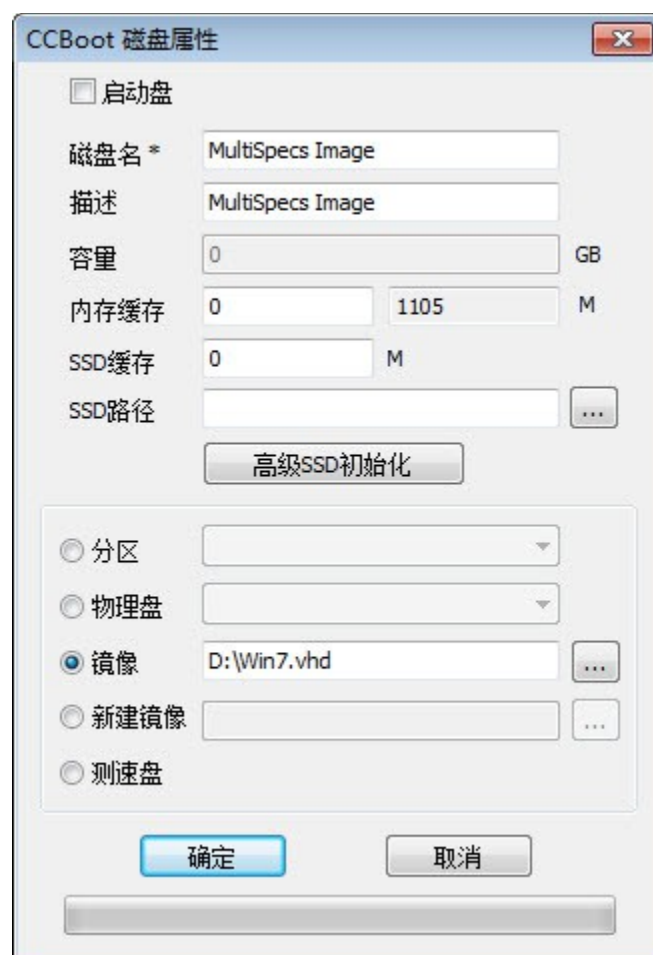 CCBoot 磁盘属性
启动盘
磁盘名 * MultiSpecs Image
描述 MultiSpecs Image
容量 0 GB
内存缓存 0 1105 M
SSD缓存 0 M
SSD路径 ...
高级SSD初始化
分区
物理盘
镜像 D:\Win7.vhd ...
新建镜像 ...
测速盘
确定 取消